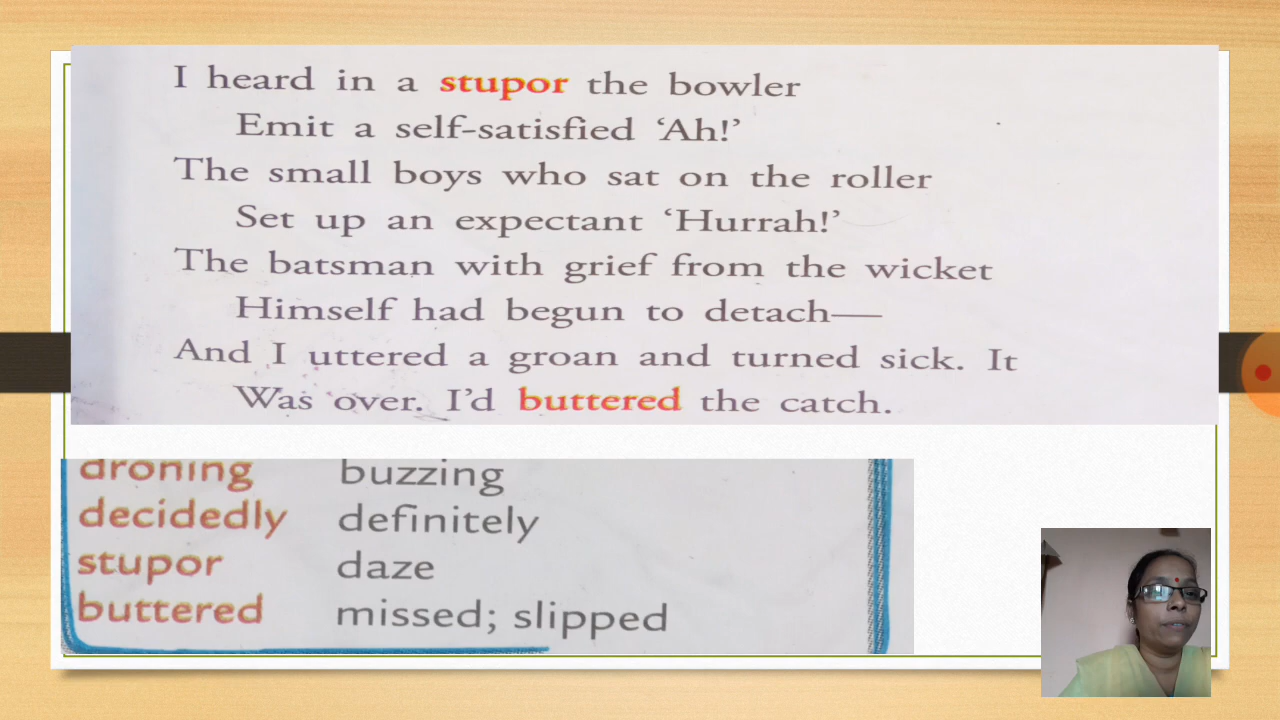 I heard in a stupor the bowler
Emit a self-satisfied ‘Ah!’
The small boys who sat on the roller
Set up an expectant ‘Hurrah!’
The batsman with grief from the wicket
Himself had begun to detach—
And I uttered a groan and turned sick. It
Was over. I’d buttered the catch.
droning buzzing
decidedly definitely
stupor daze
buttered missed; slipped